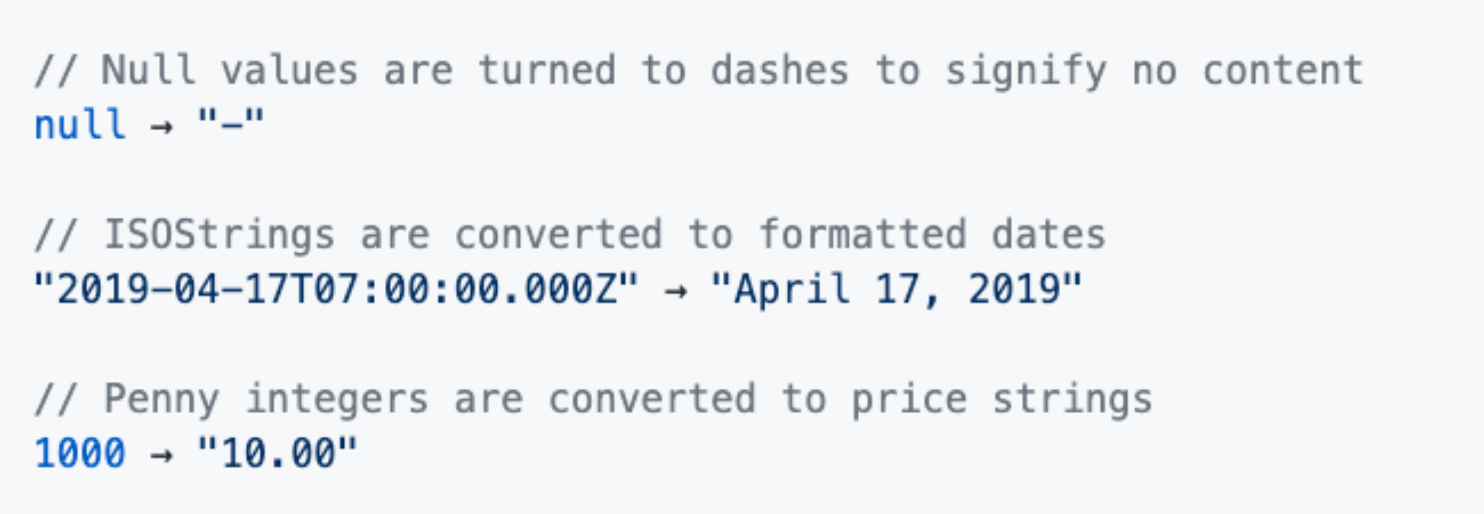 // Null values are turned to dashes to signify no content
null → "–"
// ISOStrings are converted to formatted dates
"2019-04-17T07:00:00.000Z" → "April 17, 2019"
// Penny integers are converted to price strings
1000 → "10.00"